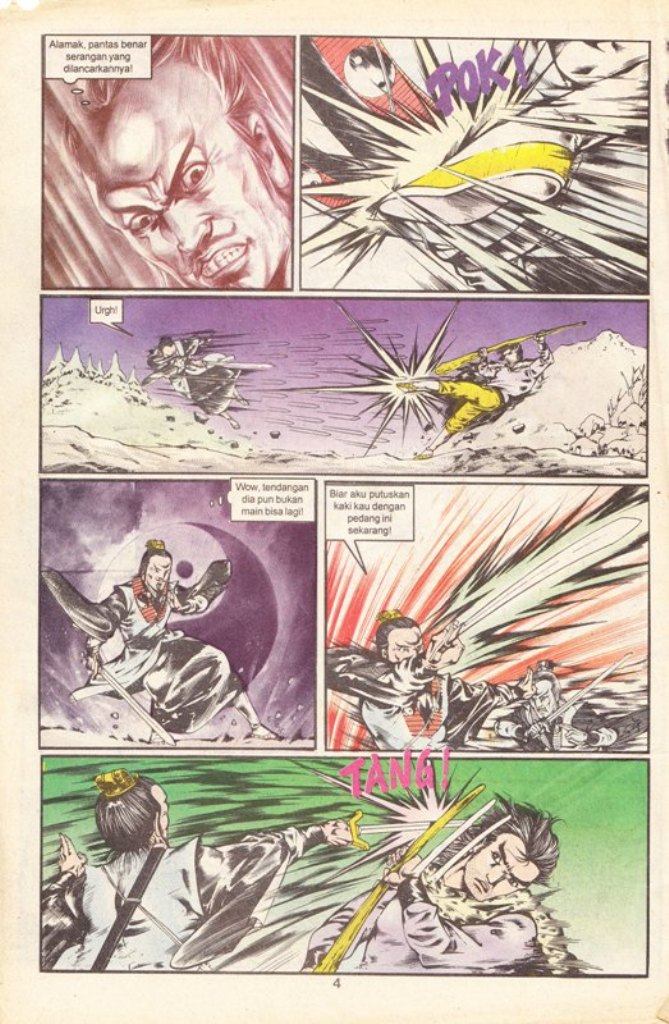 Alamak, pantas benar
serangan yang
dilancarkannya!
POK!
Urgh!
Wow, tendangan
dia pun bukan
main bisa lagi!
Biar aku putuskan
kaki kau dengan
pedang ini
sekarang!
TANG!
4